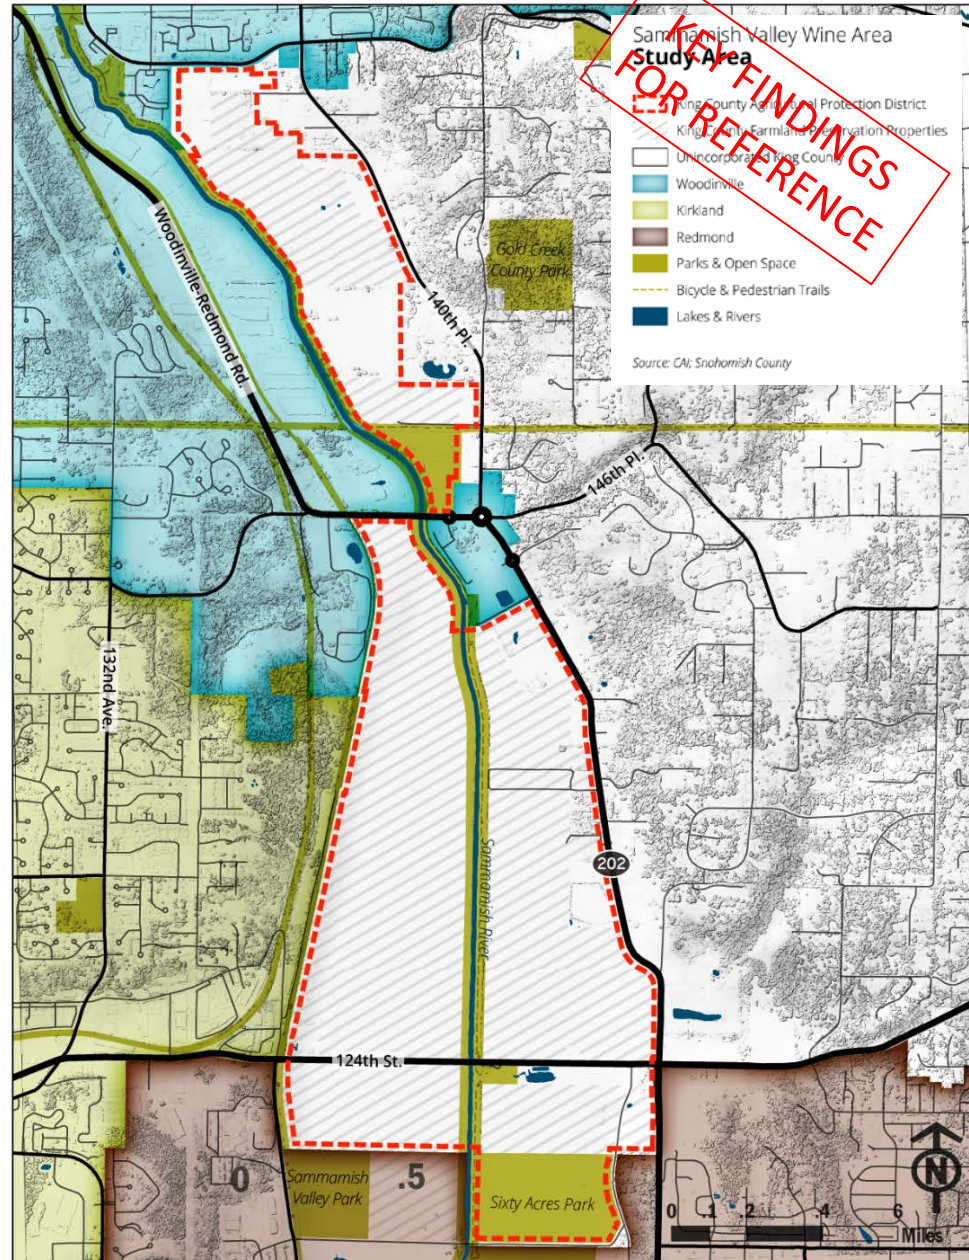 Sammamish Valley Wine Area
Study Area
KEY FINDINGS
FOR REFERENCE
King County Agricultural Protection District
King County Farmland Preservation Properties
Unincorporated King County
Woodinville
Kirkland
Redmond
Parks & Open Space
Bicycle & Pedestrian Trails
Lakes & Rivers
Source: CAI; Snohomish County
Woodinville-Redmond Rd.
140th Pl.
Gold Creek
County Park
146th Pl.
132nd Ave.
202
Sammamish River
124th St.
0
.5
Sammamish
Valley Park
Sixty Acres Park
N
0 .1 .2 .4 .6
Miles